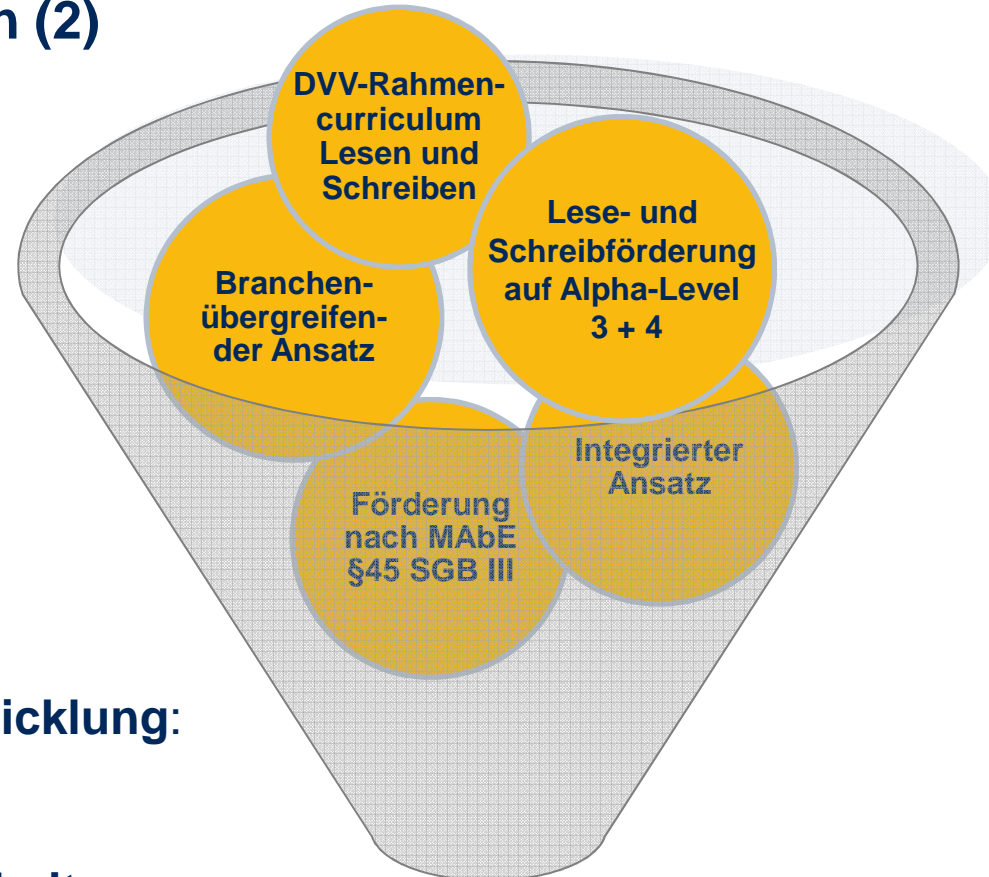 n (2)
DVV-Rahmen-
curriculum
Lesen und
Schreiben
Lese- und
Schreibförderung
auf Alpha-Level
3 + 4
Branchen-
übergreifen-
der Ansatz
Integrierter
Ansatz
Förderung
nach MAbE
§45 SGB III
icklung: